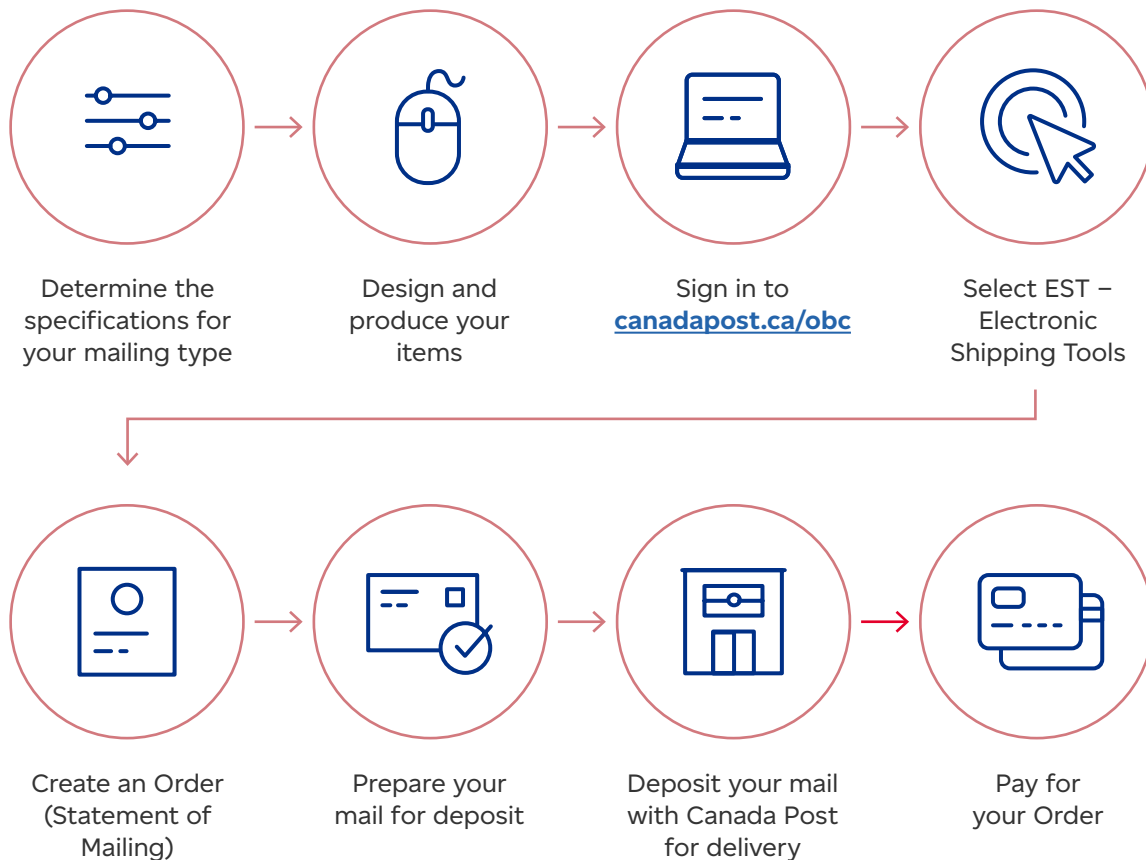 Determine the
specifications for
your mailing type
Design and
produce your
items
Sign in to
canadapost.ca/obc
Select EST –
Electronic
Shipping Tools
Create an Order
(Statement of
Mailing)
Prepare your
mail for deposit
Deposit your mail
with Canada Post
for delivery
Pay for
your Order